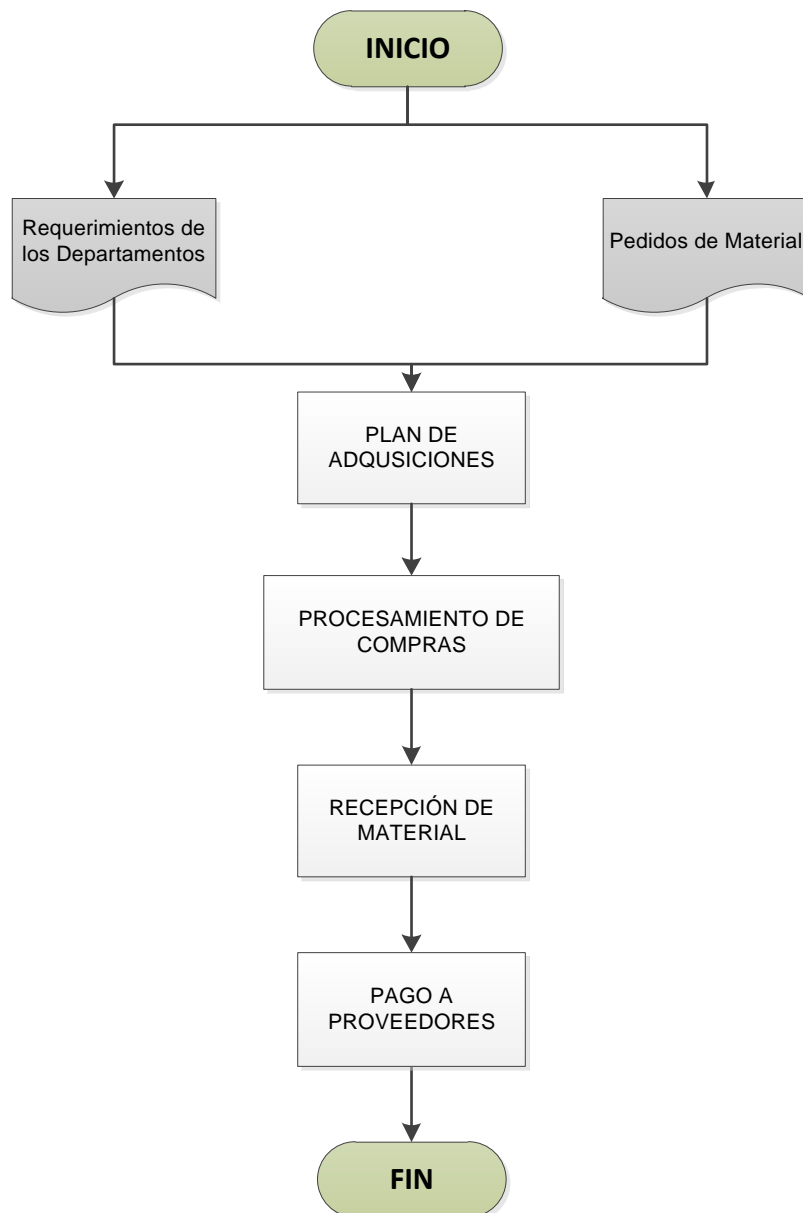 INICIO
Requerimientos de
los Departamentos
Pedidos de Material
PLAN DE
ADQUSICIONES
PROCESAMIENTO DE
COMPRAS
RECEPCIÓN DE
MATERIAL
PAGO A
PROVEEDORES
FIN